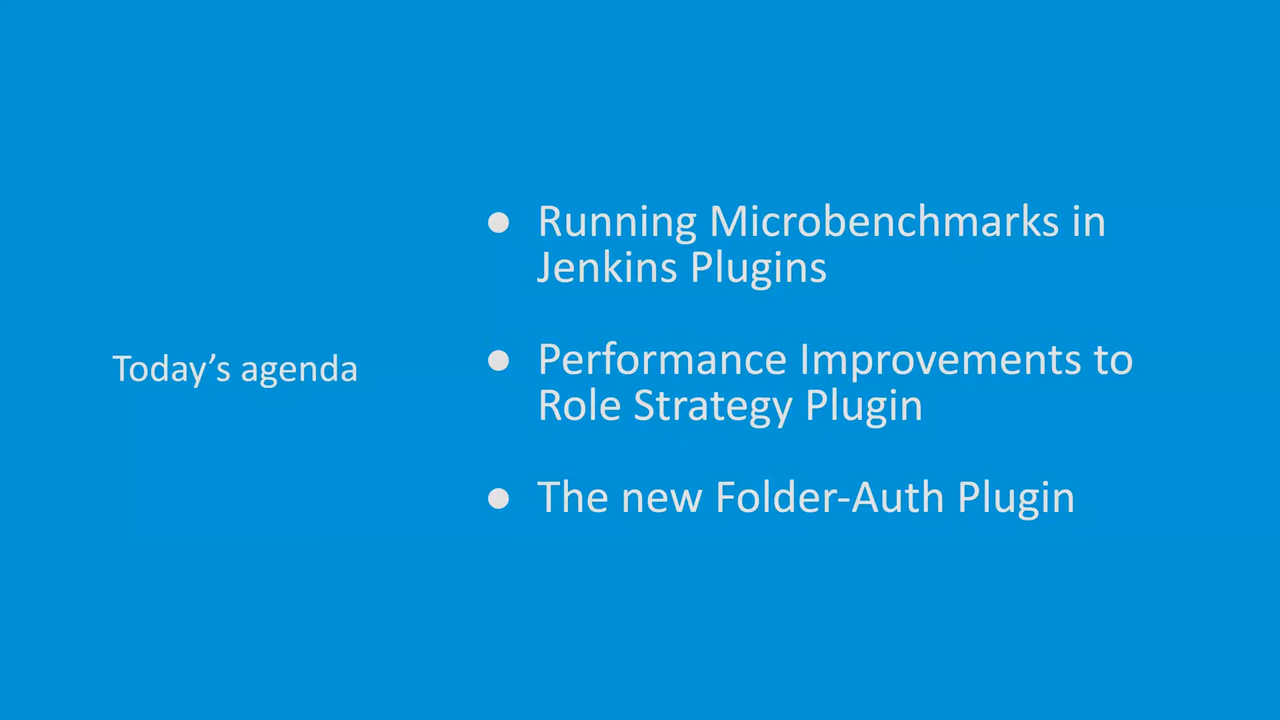 Today’s agenda
● Running Microbenchmarks in
Jenkins Plugins
● Performance Improvements to
Role Strategy Plugin
● The new Folder-Auth Plugin